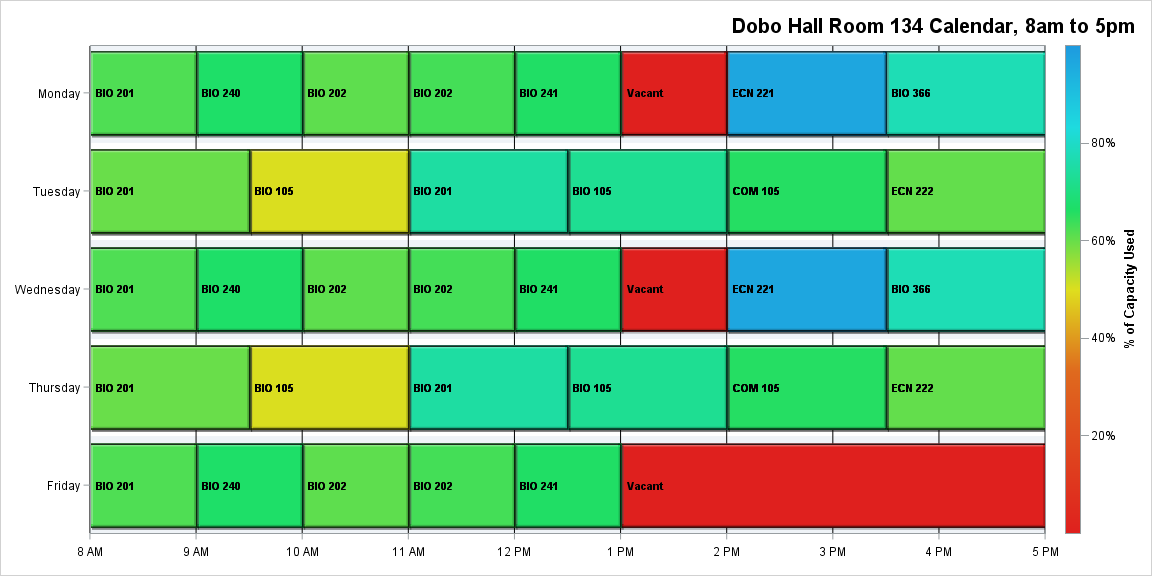 Dobo Hall Room 134 Calendar, 8am to 5pm
Monday
BIO 201
BIO 240
BIO 202
BIO 202
BIO 241
Vacant
ECN 221
BIO 366
Tuesday
BIO 201
BIO 105
BIO 201
BIO 105
COM 105
ECN 222
Wednesday
BIO 201
BIO 240
BIO 202
BIO 202
BIO 241
Vacant
ECN 221
BIO 366
Thursday
BIO 201
BIO 105
BIO 201
BIO 105
COM 105
ECN 222
Friday
BIO 201
BIO 240
BIO 202
BIO 202
BIO 241
Vacant
8 AM
9 AM
10 AM
11 AM
12 PM
1 PM
2 PM
3 PM
4 PM
5 PM
80%
60%
40%
20%
% of Capacity Used